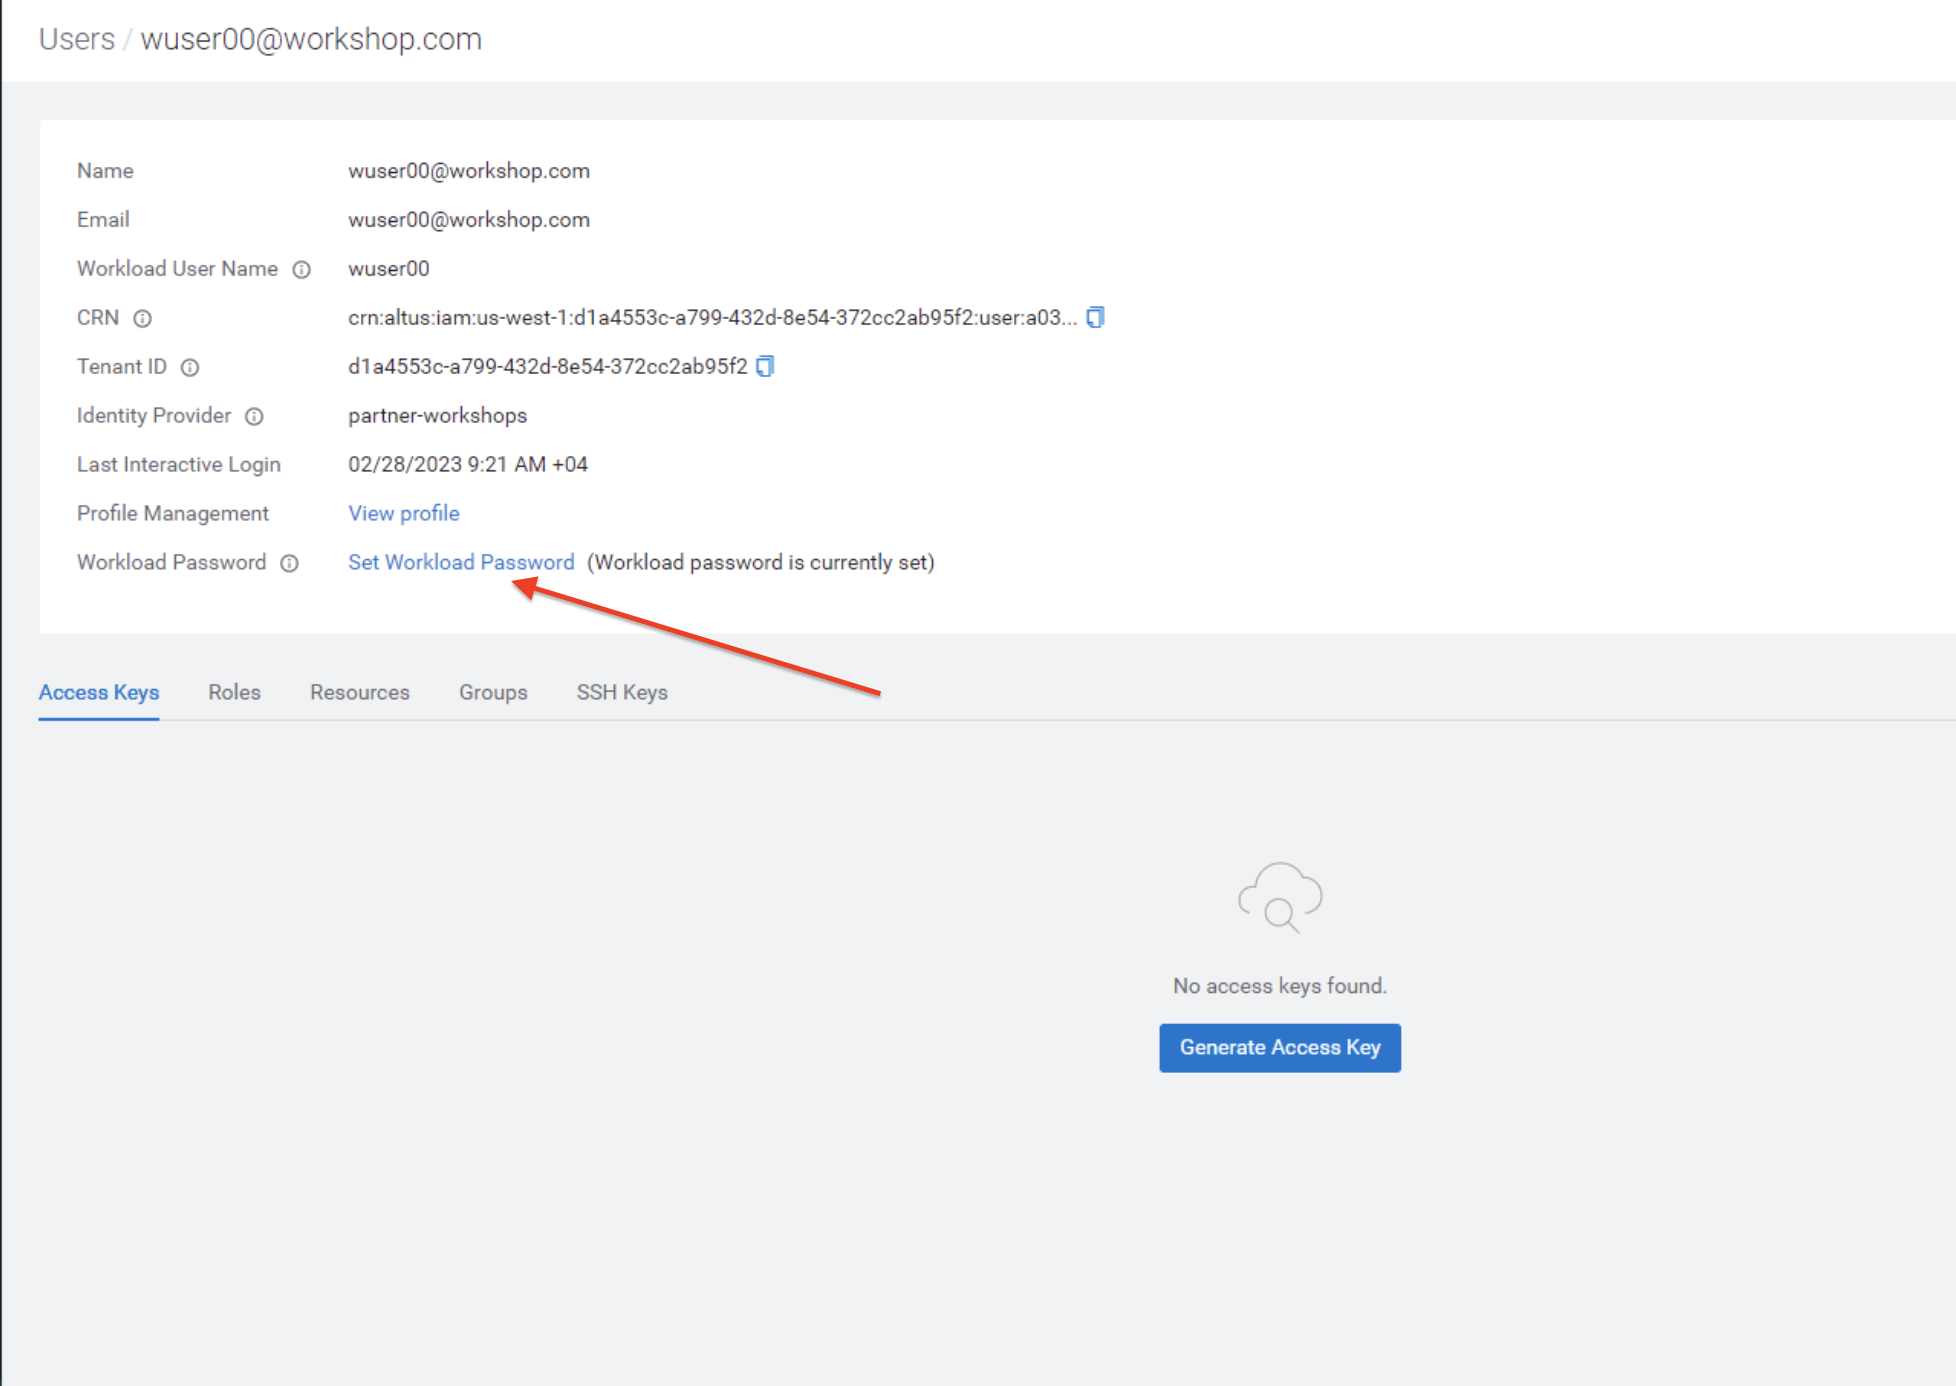 Users / wuser00@workshop.com
Name wuser00@workshop.com
Email wuser00@workshop.com
Workload User Name wuser00
CRN crn:altus:iam:us-west-1:d1a4553c-a799-432d-8e54-372cc2ab95f2:user:a03...
Tenant ID d1a4553c-a799-432d-8e54-372cc2ab95f2
Identity Provider partner-workshops
Last Interactive Login 02/28/2023 9:21 AM +04
Profile Management View profile
Workload Password Set Workload Password (Workload password is currently set)
Access Keys Roles Resources Groups SSH Keys
No access keys found.
Generate Access Key